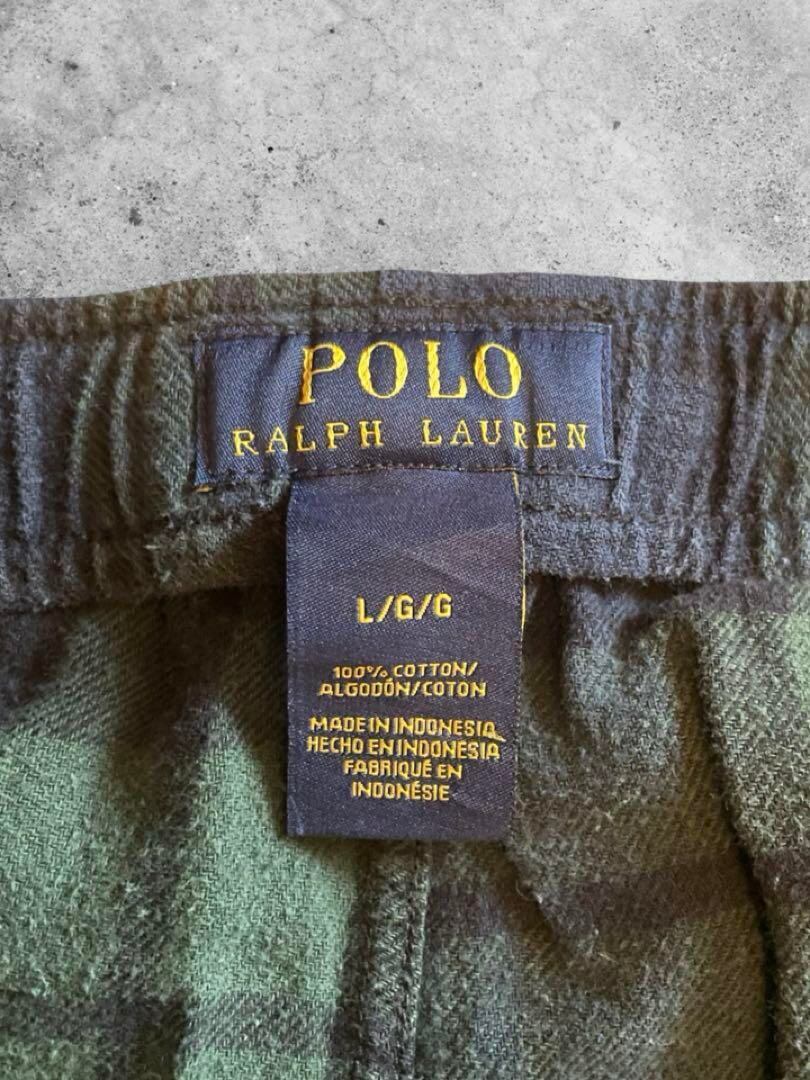 POLO
RALPH LAUREN
L/G/G
100% COTTON/
ALGODÓN/COTON
MADE IN INDONESIA
HECHO EN INDONESIA
FABRIQUÉ EN
INDONÉSIE